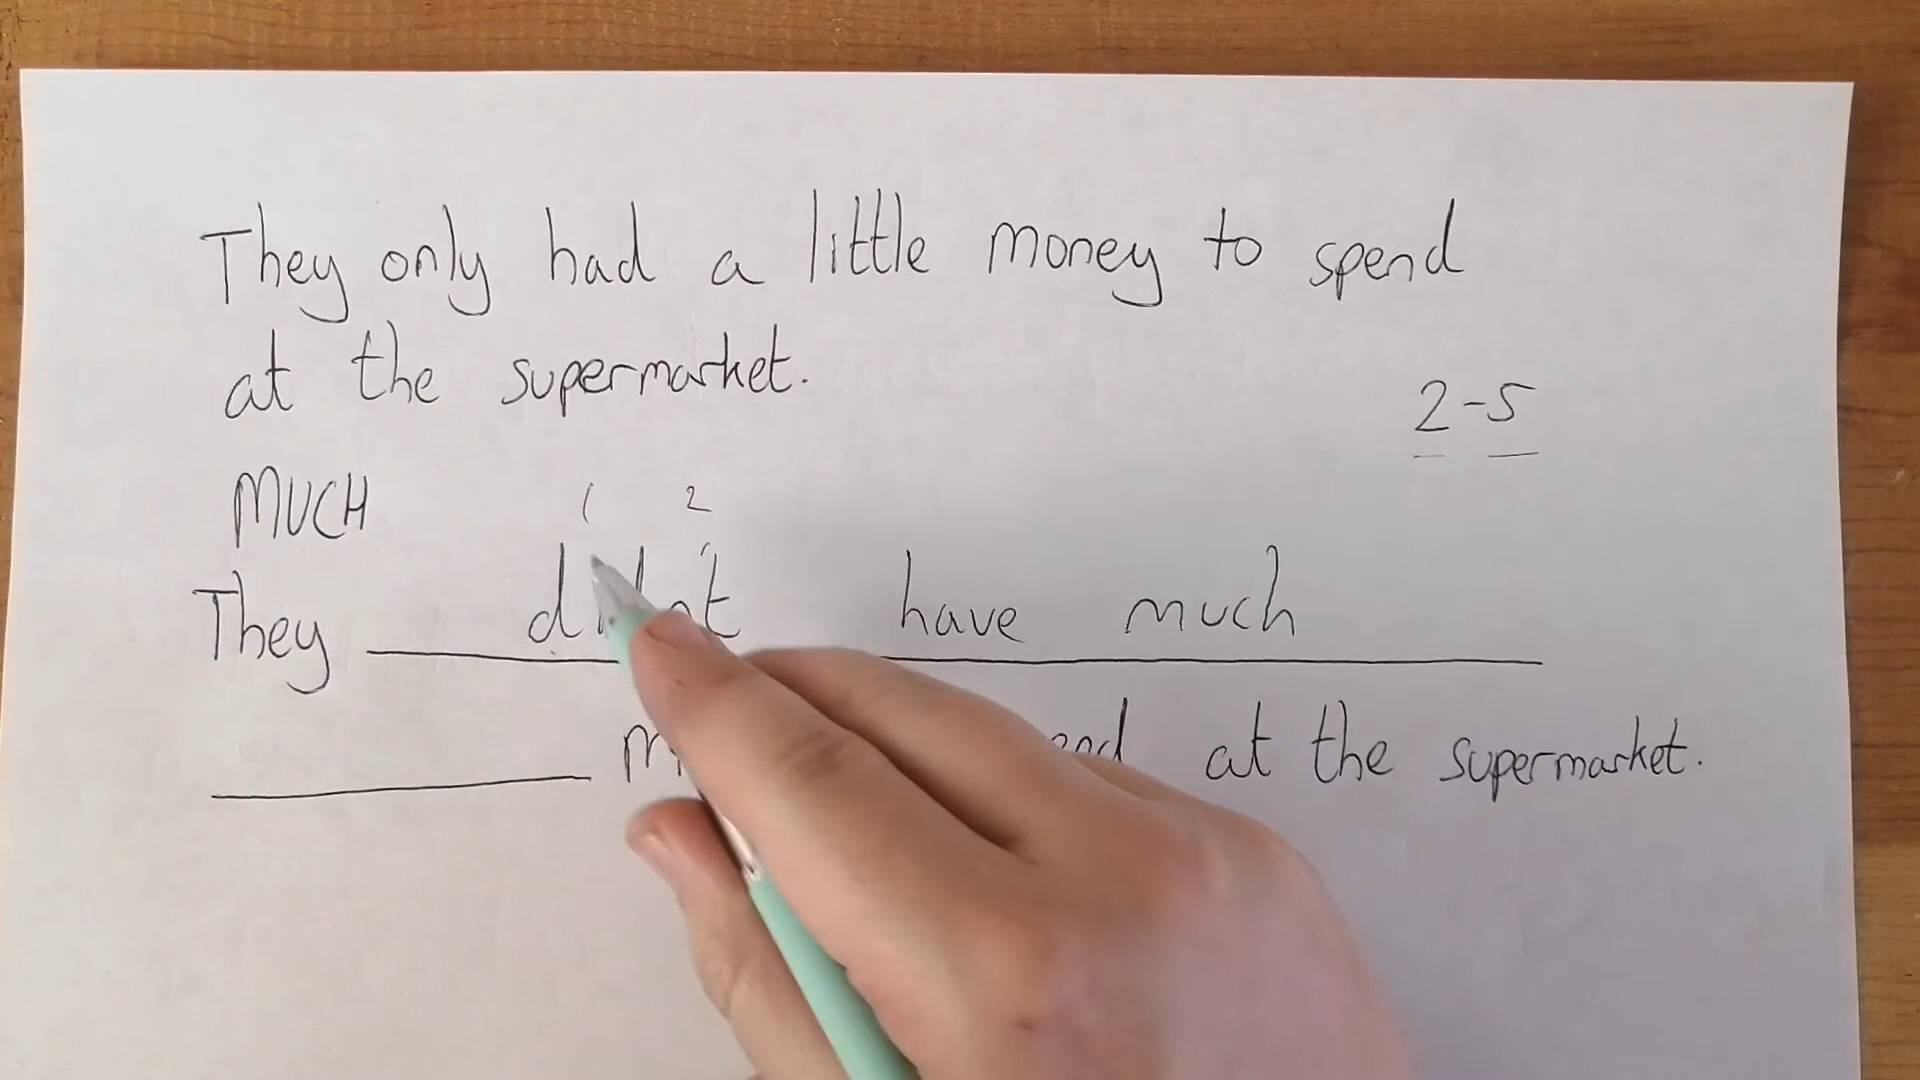 They only had a little money to spend
at the supermarket.
2-5
MUCH
1 2
They didn't have much
at the supermarket.